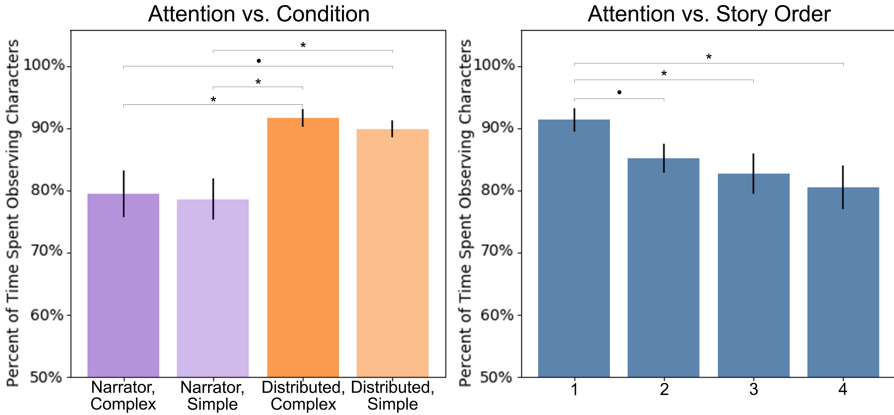 Attention vs. Condition
Percent of Time Spent Observing Characters
100%
90%
80%
70%
60%
50%
*
•
*
*
Narrator,
Complex
Narrator,
Simple
Distributed,
Complex
Distributed,
Simple
Attention vs. Story Order
Percent of Time Spent Observing Characters
100%
90%
80%
70%
60%
50%
*
*
•
1
2
3
4